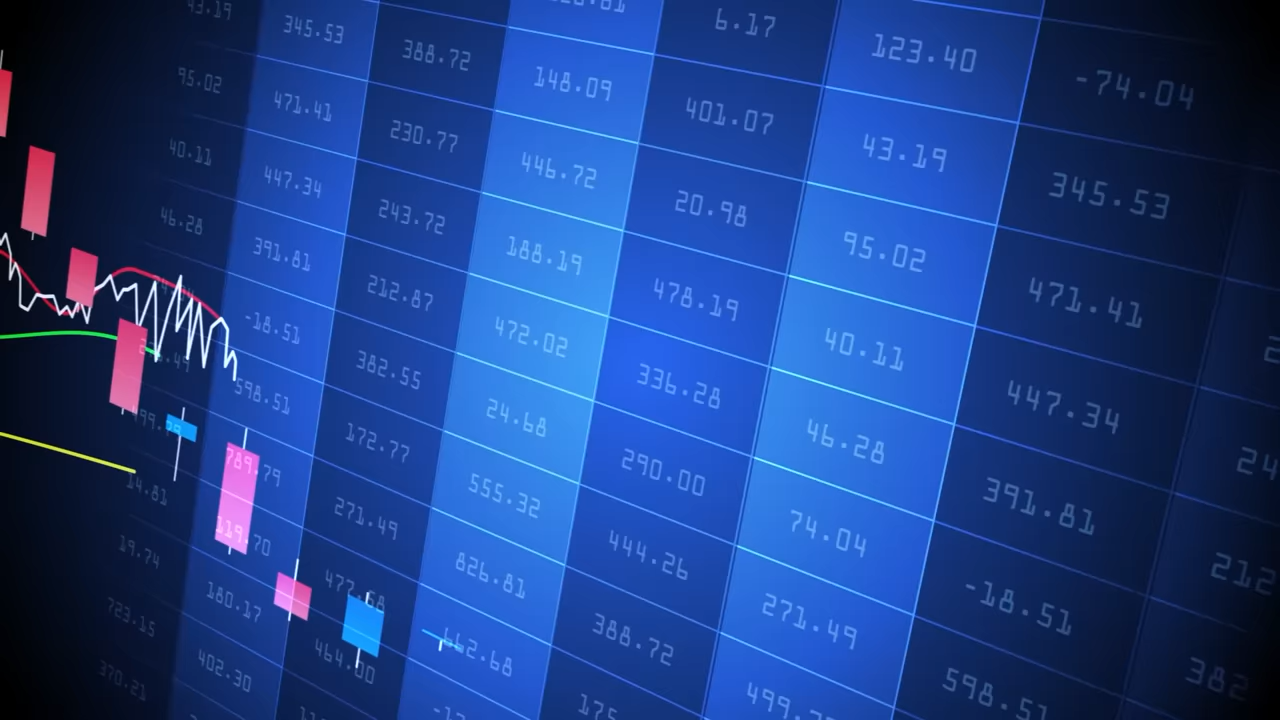 6.17 123.40 -74.04
43.19 345.53 388.72 148.09 401.07 43.19 345.53
95.02 471.41 230.77 446.72 20.98 95.02 471.41
40.11 447.34 243.72 188.19 478.19 40.11 447.34
46.28 391.81 212.87 472.02 336.28 46.28 391.81
-18.51 382.55 24.68 290.00 74.04 -18.51
598.51 172.77 555.32 444.26 271.49 598.51
789.79 271.49 826.81 388.72
14.81 119.70 477.68 662.68
19.74 180.17 464.00
723.15 402.30
370.21